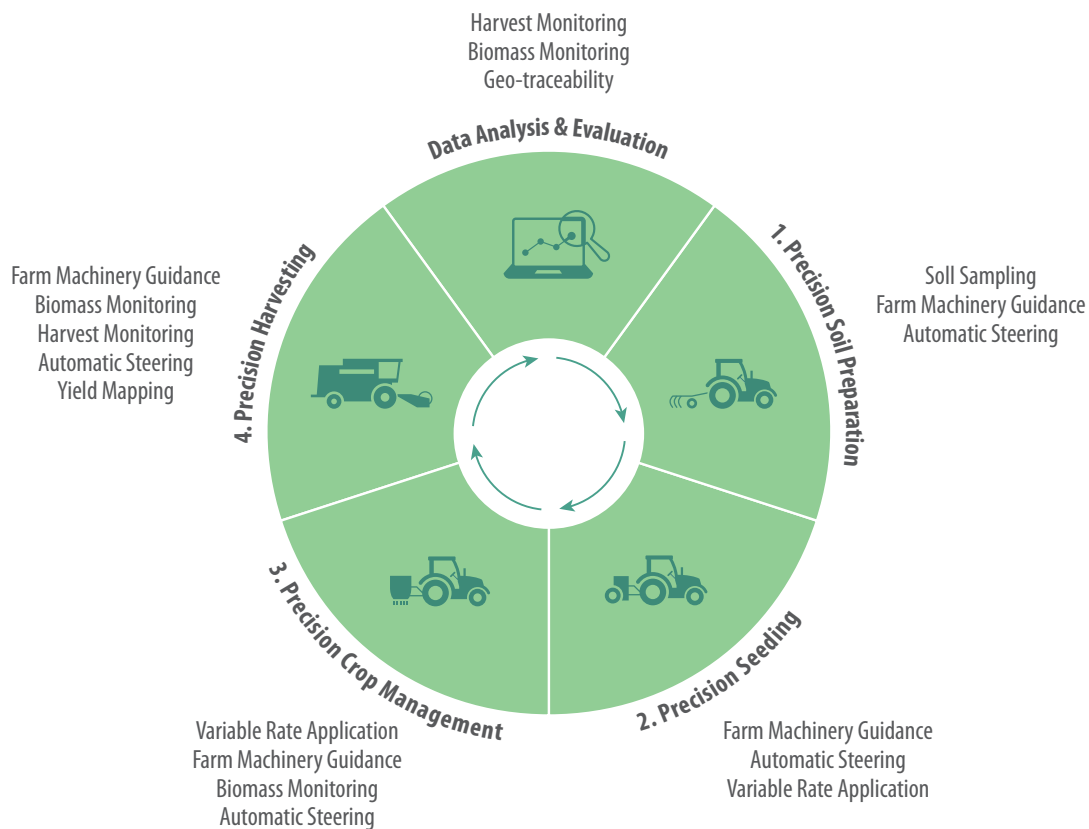 Harvest Monitoring
Biomass Monitoring
Geo-traceability
Data Analysis & Evaluation
1. Precision Soil Preparation
Soll Sampling
Farm Machinery Guidance
Automatic Steering
2. Precision Seeding
Farm Machinery Guidance
Automatic Steering
Variable Rate Application
3. Precision Crop Management
Variable Rate Application
Farm Machinery Guidance
Biomass Monitoring
Automatic Steering
4. Precision Harvesting
Farm Machinery Guidance
Biomass Monitoring
Harvest Monitoring
Automatic Steering
Yield Mapping